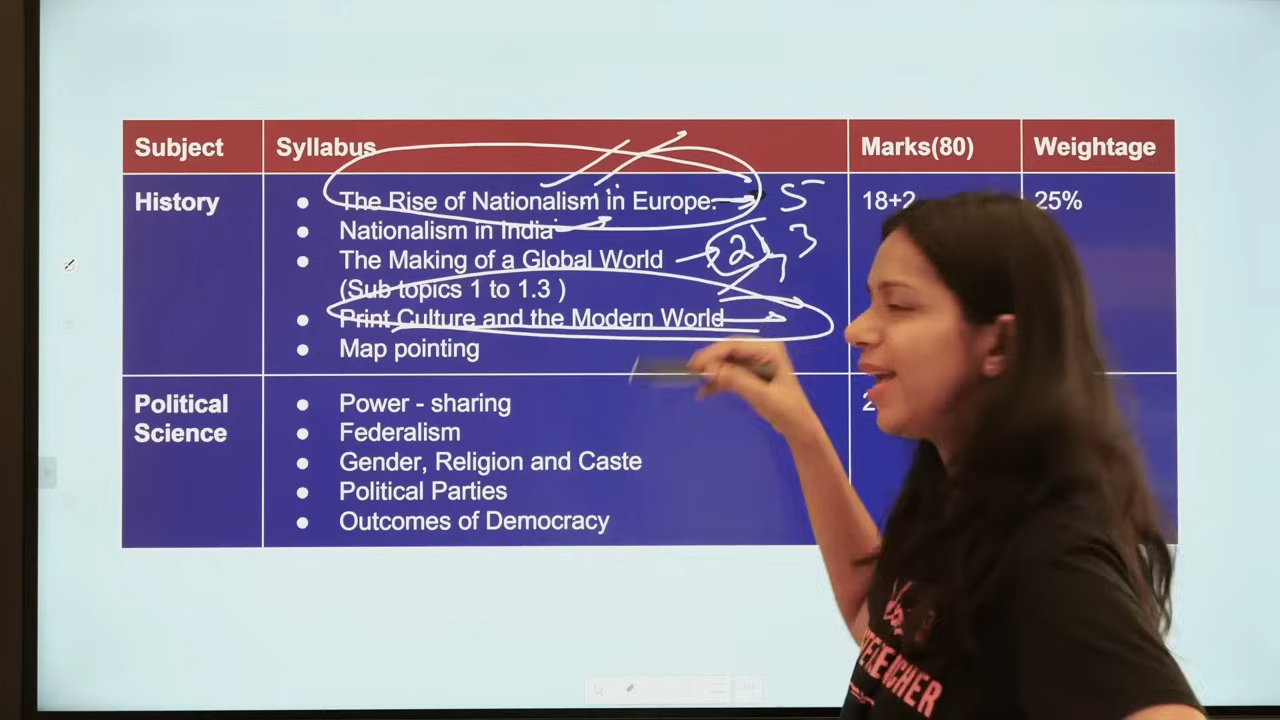 Subject Syllabus Marks(80) Weightage
History
The Rise of Nationalism in Europe. 5 18+2 25%
Nationalism in India
The Making of a Global World 2 3
(Sub topics 1 to 1.3 )
Print Culture and the Modern World
Map pointing
Political
Science
Power - sharing
Federalism
Gender, Religion and Caste
Political Parties
Outcomes of Democracy